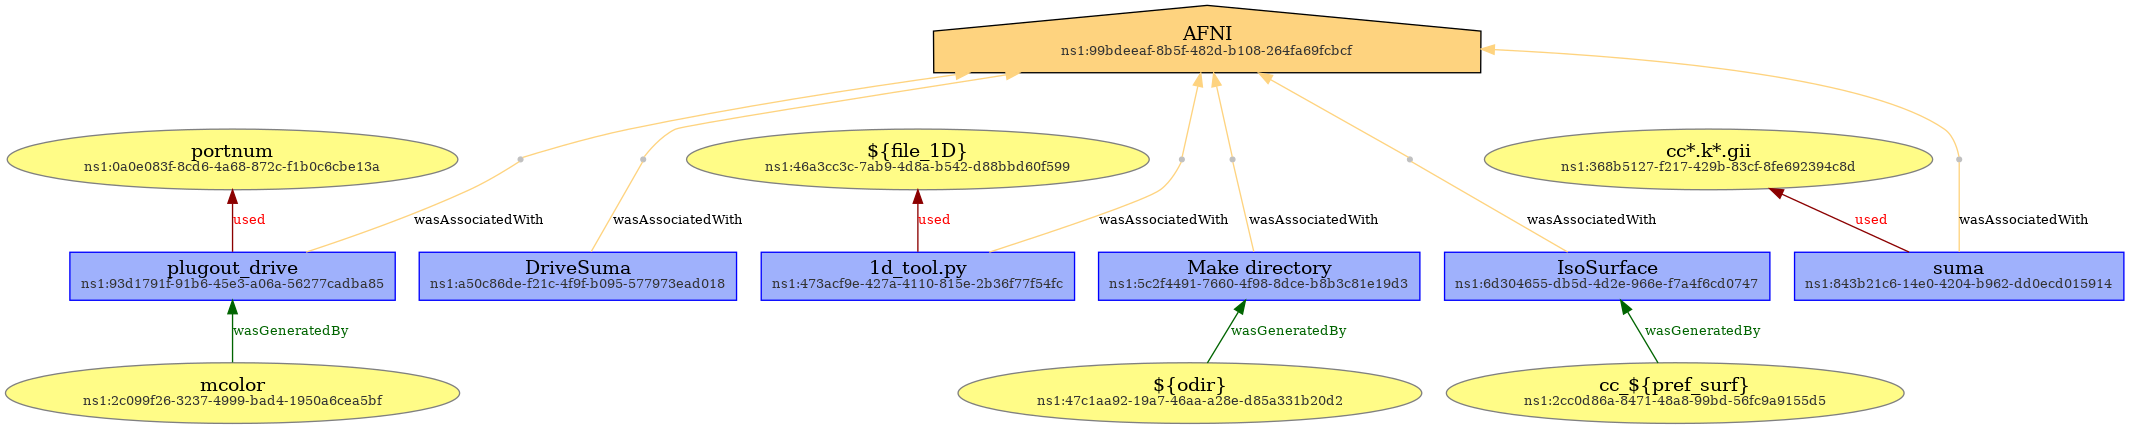 AFNI
ns1:99bdeeaf-8b5f-482d-b108-264fa69fcbcf
portnum
ns1:0a0e083f-8cd6-4a68-872c-f1b0c6cbe13a
${file_1D}
ns1:46a3cc3c-7ab9-4d8a-b542-d88bbd60f599
cc*.k*.gii
ns1:368b5127-f217-429b-83cf-8fe692394c8d
used
wasAssociatedWith
wasAssociatedWith
used
wasAssociatedWith
wasAssociatedWith
wasAssociatedWith
used
wasAssociatedWith
plugout_drive
ns1:93d1791f-91b6-45e3-a06a-56277cadba85
DriveSuma
ns1:a50c86de-f21c-4f9f-b095-577973ead018
1d_tool.py
ns1:473acf9e-427a-4110-815e-2b36f77f54fc
Make directory
ns1:5c2f4491-7660-4f98-8dce-b8b3c81e19d3
IsoSurface
ns1:6d304655-db5d-4d2e-966e-f7a4f6cd0747
suma
ns1:843b21c6-14e0-4204-b962-dd0ecd015914
wasGeneratedBy
wasGeneratedBy
wasGeneratedBy
mcolor
ns1:2c099f26-3237-4999-bad4-1950a6cea5bf
${odir}
ns1:47c1aa92-19a7-46aa-a28e-d85a331b20d2
cc_${pref_surf}
ns1:2cc0d86a-8471-48a8-99bd-56fc9a9155d5